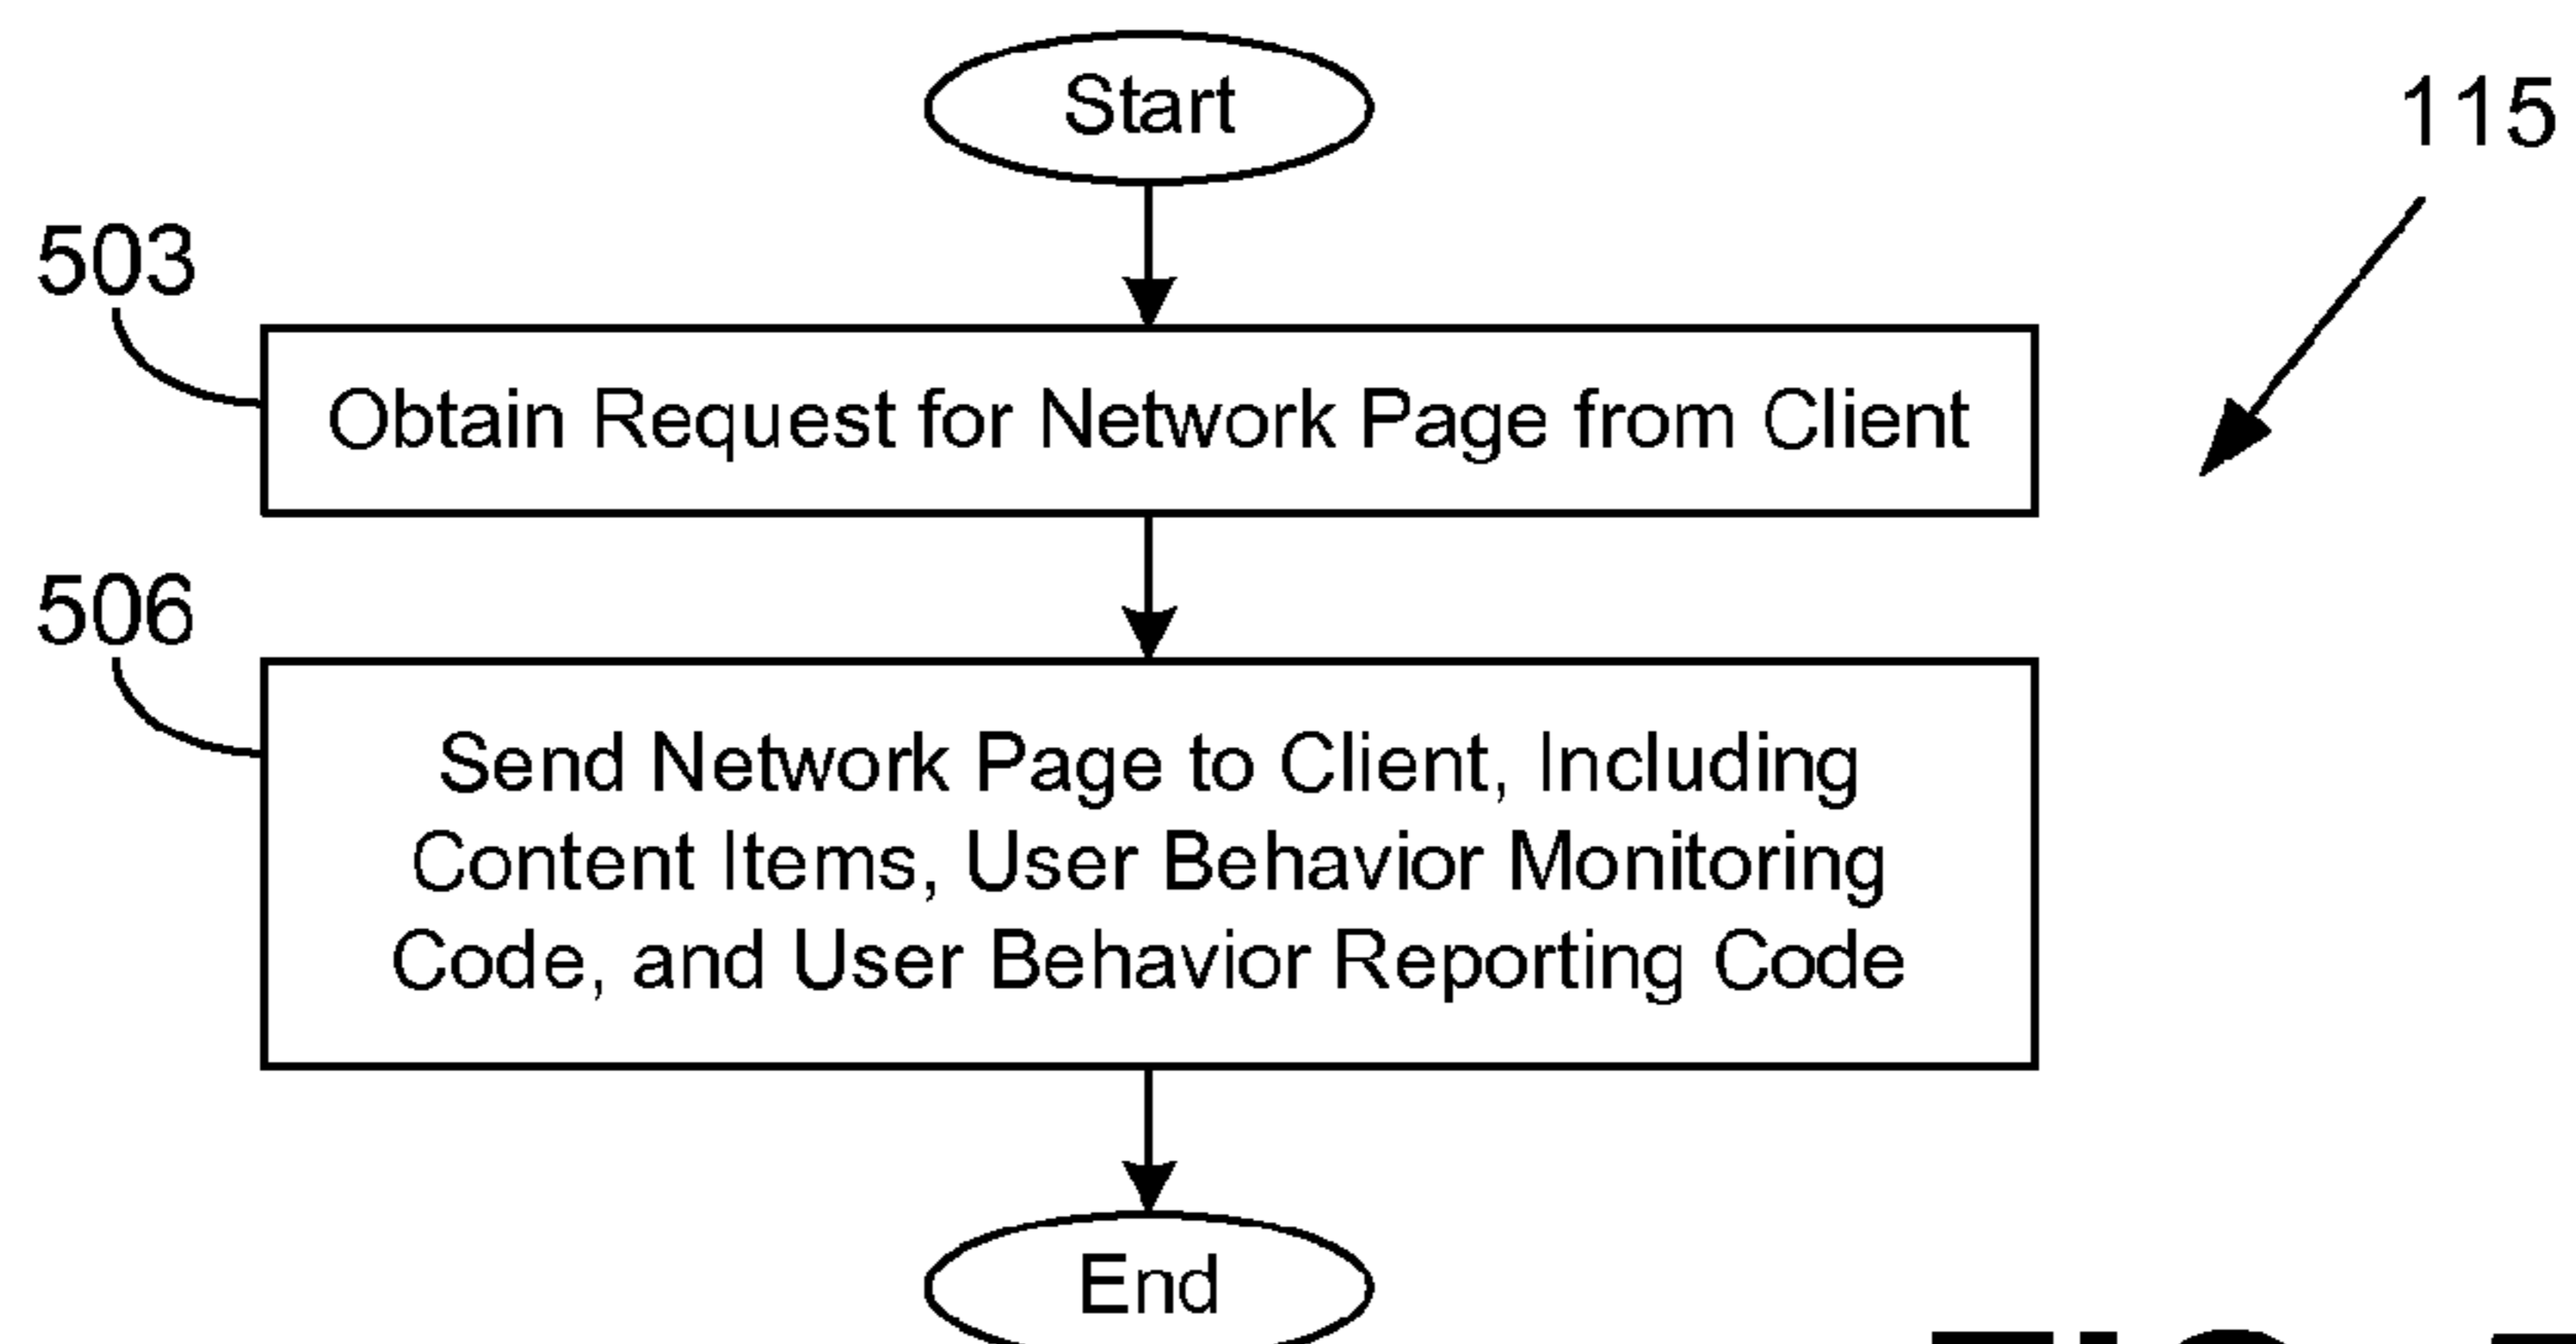 Start
115
503
Obtain Request for Network Page from Client
506
Send Network Page to Client, Including
Content Items, User Behavior Monitoring
Code, and User Behavior Reporting Code
End